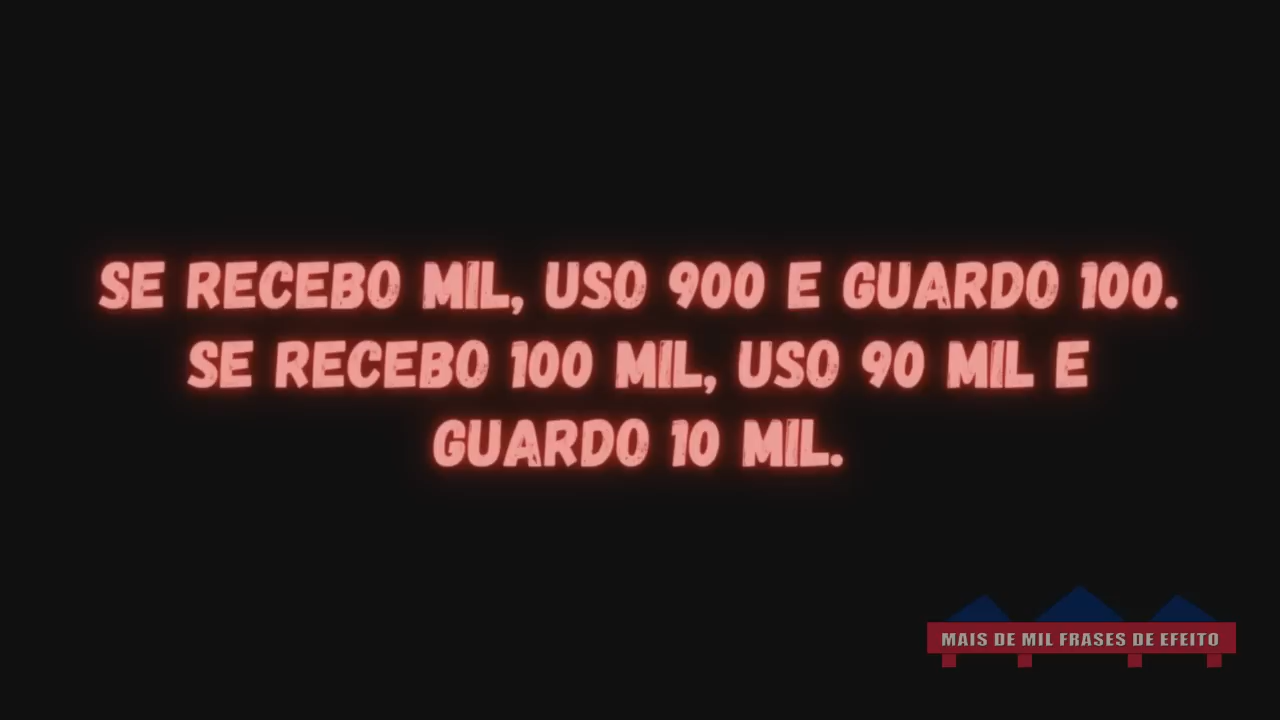 SE RECEBO MIL, USO 900 E GUARDO 100.
SE RECEBO 100 MIL, USO 90 MIL E
GUARDO 10 MIL.
MAIS DE MIL FRASES DE EFEITO